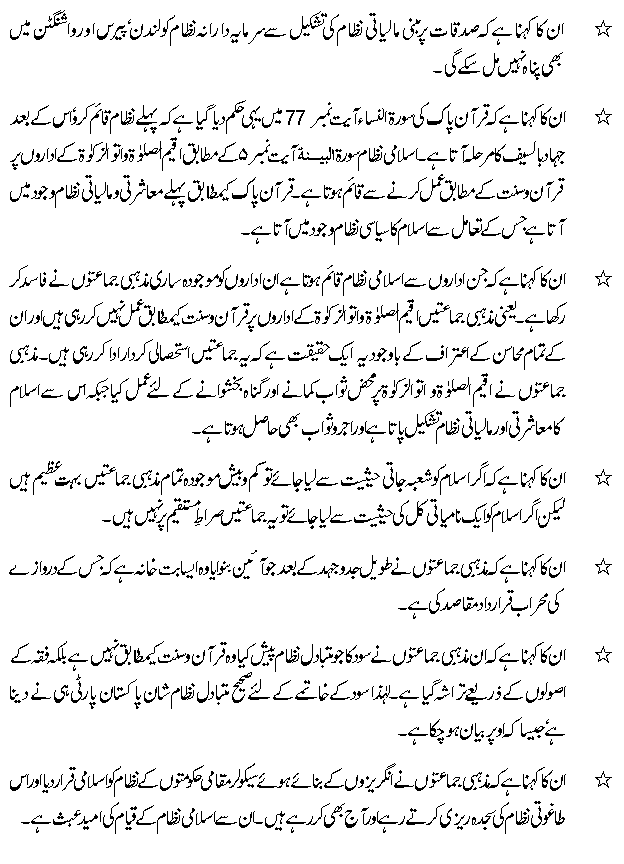 ☆ ان کا کہنا ہے کہ صدقات پر مبنی مالیاتی نظام کی تشکیل سے سرمایہ دارانہ نظام کو لندن، پیرس اور واشنگٹن میں
بھی پناہ نہیں مل سکے گی ۔
☆ ان کا کہنا ہے کہ قرآن پاک کی سورۃ النساء آیت نمبر 77 میں یہی حکم دیا گیا ہے کہ پہلے نظام قائم کرو اُس کے بعد
جہاد بالسیف کا مرحلہ آتا ہے۔ اسلامی نظام سورۃ البینۃ آیت نمبر ۵ کے مطابق اقیم الصلوٰۃ و اتو الزکوٰۃ کے اداروں پر
قرآن و سنت کے مطابق عمل کرنے سے قائم ہوتا ہے۔ قرآن پاک کیمطابق پہلے معاشرتی و مالیاتی نظام وجود میں
آتا ہے جس کے تعامل سے اسلام کا سیاسی نظام وجود میں آتا ہے۔
☆ ان کا کہنا ہے کہ جن اداروں سے اسلامی نظام قائم ہوتا ہے ان اداروں کو موجودہ ساری مذہبی جماعتوں نے فاسد کر
رکھا ہے۔ یعنی مذہبی جماعتیں اقیم الصلوٰۃ و اتو الزکوٰۃ کے اداروں پر قرآن و سنت کیمطابق عمل نہیں کر رہی ہیں اور ان
کے تمام محاسن کے اعتراف کے باوجود یہ ایک حقیقت ہے کہ یہ جماعتیں استحصالی کردار ادا کر رہی ہیں۔ مذہبی
جماعتوں نے اقیم الصلوٰۃ و اتو الزکوٰۃ پر محض ثواب کمانے اور گناہ بخشوانے کے لئے عمل کیا جبکہ اس سے اسلام
کا معاشرتی اور مالیاتی نظام تشکیل پاتا ہے اور اجر و ثواب بھی حاصل ہوتا ہے۔
☆ ان کا کہنا ہے کہ اگر اسلام کو شعبہ جاتی حیثیت سے لیا جائے تو کم و بیش موجودہ تمام مذہبی جماعتیں بہت عظیم ہیں
لیکن اگر اسلام کو ایک نامیاتی کل کی حیثیت سے لیا جائے تو یہ جماعتیں صراطِ مستقیم پر نہیں ہیں۔
☆ ان کا کہنا ہے کہ مذہبی جماعتوں نے طویل جدوجہد کے بعد جو آئین بنوایا وہ ایسا بت خانہ ہے کہ جس کے دروازے
کی محراب قرارداد مقاصد کی ہے۔
☆ ان کا کہنا ہے کہ ان مذہبی جماعتوں نے سود کا جو متبادل نظام پیش کیا وہ قرآن و سنت کیمطابق نہیں ہے بلکہ فقہ کے
اصولوں کے ذریعے تراشہ گیا ہے۔ لہٰذا سود کے خاتمے کے لئے صحیح متبادل نظام شان پاکستان پارٹی ہی نے دینا
ہے، جیسا کہ اوپر بیان ہو چکا ہے۔
☆ ان کا کہنا ہے کہ مذہبی جماعتوں نے انگریزوں کے بنائے ہوئے سیکولر مقامی حکومتوں کے نظام کو اسلامی قرار دیا اور اس
طاغوتی نظام کی سجدہ ریزی کرتے رہے اور آج بھی کر رہے ہیں۔ ان سے اسلامی نظام کے قیام کی امید عبث ہے۔